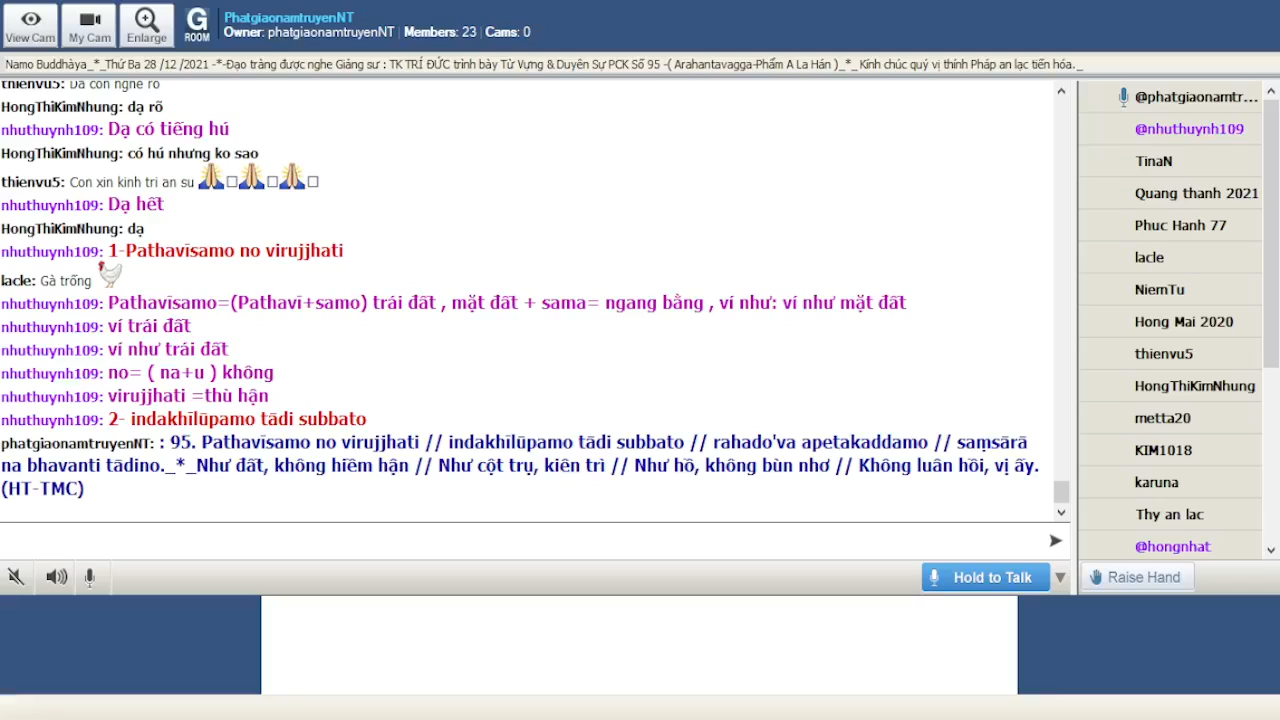 View Cam
My Cam
Enlarge
G
ROOM
PhatgiaonamtruyenNT
Owner: phatgiaonamtruyenNT | Members: 23 | Cams: 0
Namo Buddhàya_*_Thứ Ba 28 /12 /2021 -*-Đạo tràng được nghe Giảng sư : TK TRÍ ĐỨC trình bày Từ Vựng & Duyên Sự PCK Số 95 -( Arahantavagga-Phẩm A La Hán )_*_ Kính chúc quý vị thính Pháp an lạc tiến hóa._
thienvu5: Da con nghe ro
HongThiKimNhung: dạ rõ
nhuthuynh109: Dạ có tiếng hú
HongThiKimNhung: có hú nhưng ko sao
thienvu5: Con xin kinh tri an su 🙏□🙏□🙏□
nhuthuynh109: Dạ hết
HongThiKimNhung: dạ
nhuthuynh109: 1-Pathavīsamo no virujjhati
lacle: Gà trống 🐓
nhuthuynh109: Pathavīsamo=(Pathavī+samo) trái đất , mặt đất + sama= ngang bằng , ví như: ví như mặt đất
nhuthuynh109: ví trái đất
nhuthuynh109: ví như trái đất
nhuthuynh109: no= ( na+u ) không
nhuthuynh109: virujjhati =thù hận
nhuthuynh109: 2- indakhīlūpamo tādi subbato
phatgiaonamtruyenNT: : 95. Pathavīsamo no virujjhati // indakhīlūpamo tādi subbato // rahado'va apetakaddamo // saṃsārā
na bhavanti tādino._*_Như đất, không hiềm hận // Như cột trụ, kiên trì // Như hồ, không bùn nhơ // Không luân hồi, vị ấy.
(HT-TMC)
@phatgiaonamtr...
@nhuthuynh109
TinaN
Quang thanh 2021
Phuc Hanh 77
lacle
NiemTu
Hong Mai 2020
thienvu5
HongThiKimNhung
metta20
KIM1018
karuna
Thy an lac
@hongnhat
Hold to Talk
Raise Hand